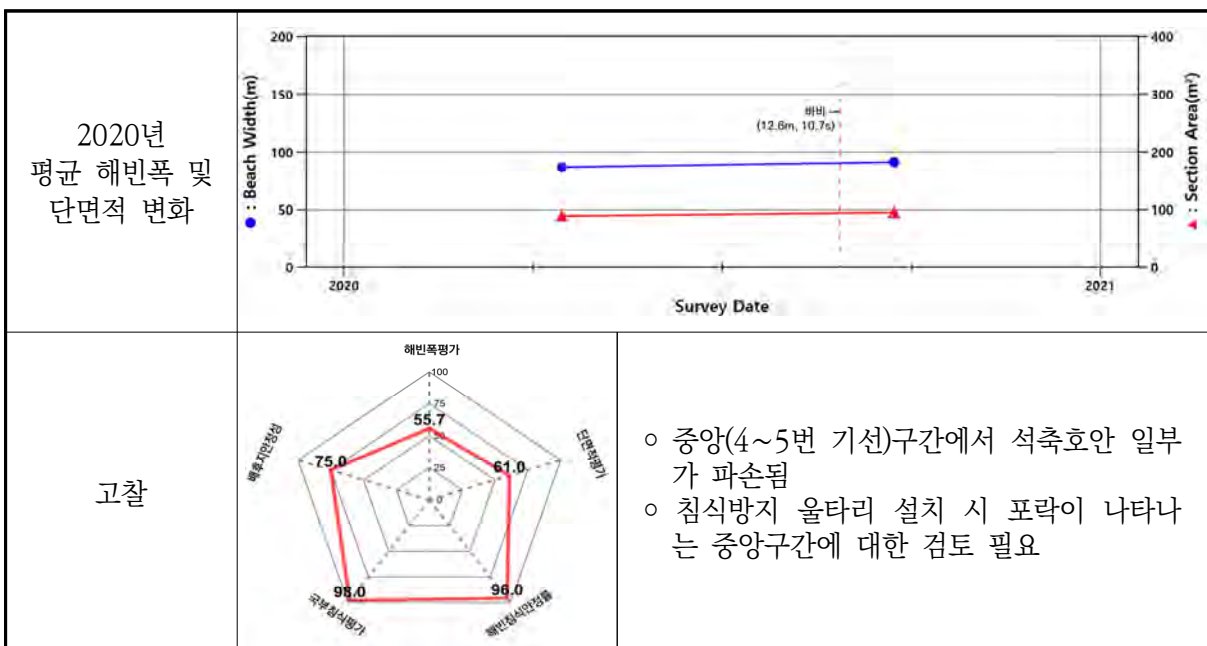 2020년
평균 해빈폭 및
단면적 변화
● : Beach Width(m)
200
150
100
50
0
바비
(12.6m, 10.7s)
400
300
200
100
0
▲ : Section Area(m²)
2020
2021
Survey Date
고찰
해빈폭평가
100
75
55.7
50
25
0
단면적평가
61.0
배후지안정성
75.0
98.0
국부침식평가
96.0
해빈침식안정률
○ 중앙(4~5번 기선)구간에서 석축호안 일부
가 파손됨
○ 침식방지 울타리 설치 시 포락이 나타나
는 중앙구간에 대한 검토 필요